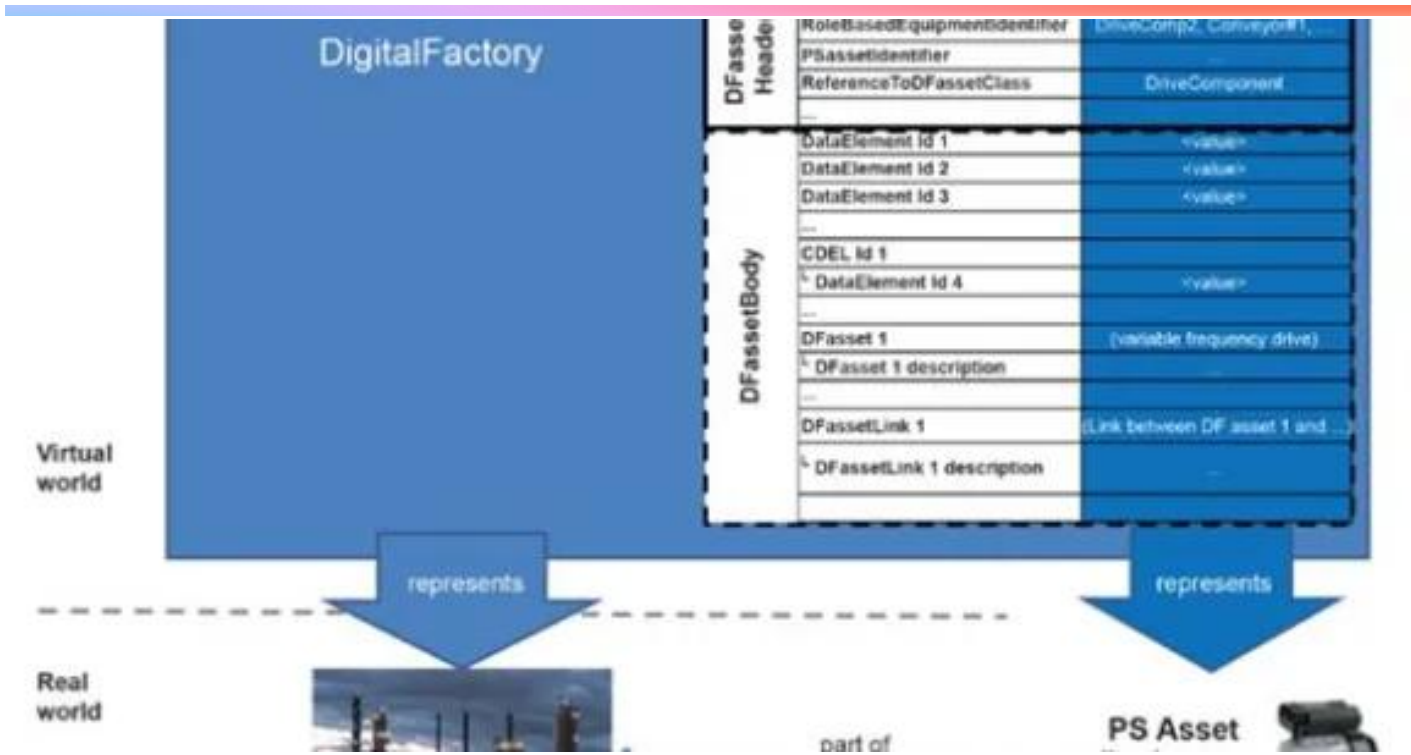 DigitalFactory
DFasse
Heade
RoleBasedEquipmentIdentifier DriveComp2, Conveyor#1, ...
PSassetIdentifier ...
ReferenceToDFassetClass DriveComponent
...
DFassetBody
DataElement Id 1 <value>
DataElement Id 2 <value>
DataElement Id 3 <value>
...
CDEL Id 1
DataElement Id 4 <value>
...
DFasset 1 (variable frequency drive)
DFasset 1 description ...
...
DFassetLink 1 (Link between DF asset 1 and ...)
DFassetLink 1 description ...
Virtual
world
represents
represents
Real
world
part of
PS Asset